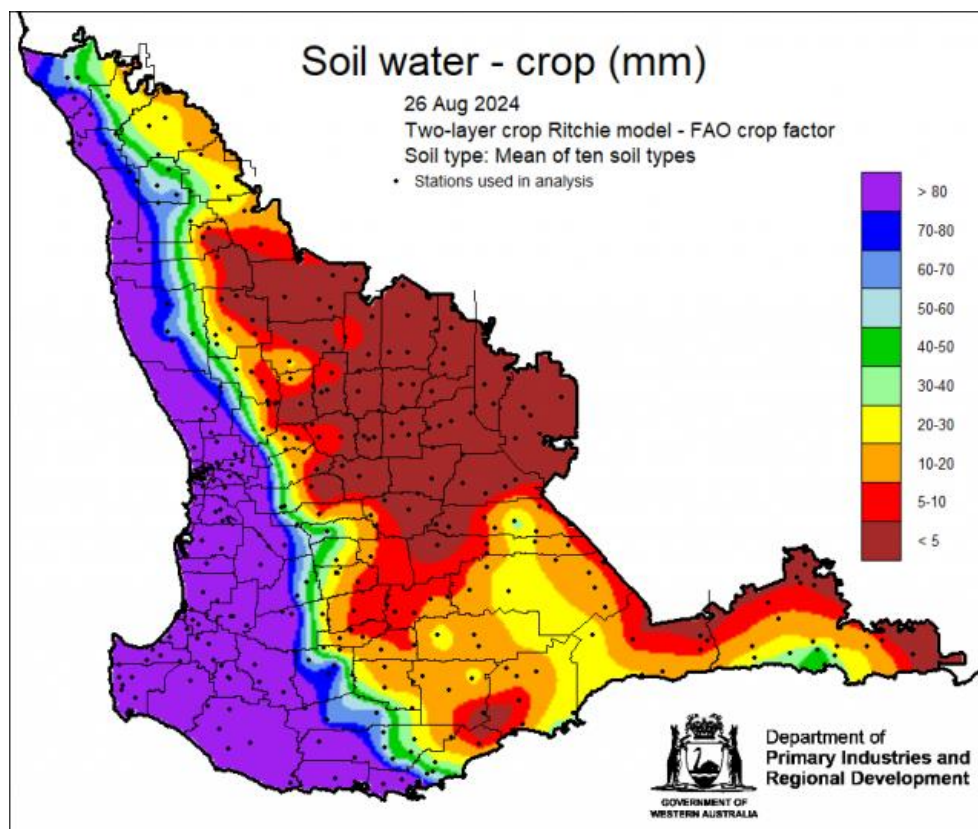 Soil water - crop (mm)
26 Aug 2024
Two-layer crop Ritchie model - FAO crop factor
Soil type: Mean of ten soil types
• Stations used in analysis
> 80
70-80
60-70
50-60
40-50
30-40
20-30
10-20
5-10
< 5
Department of
Primary Industries and
Regional Development
GOVERNMENT OF
WESTERN AUSTRALIA